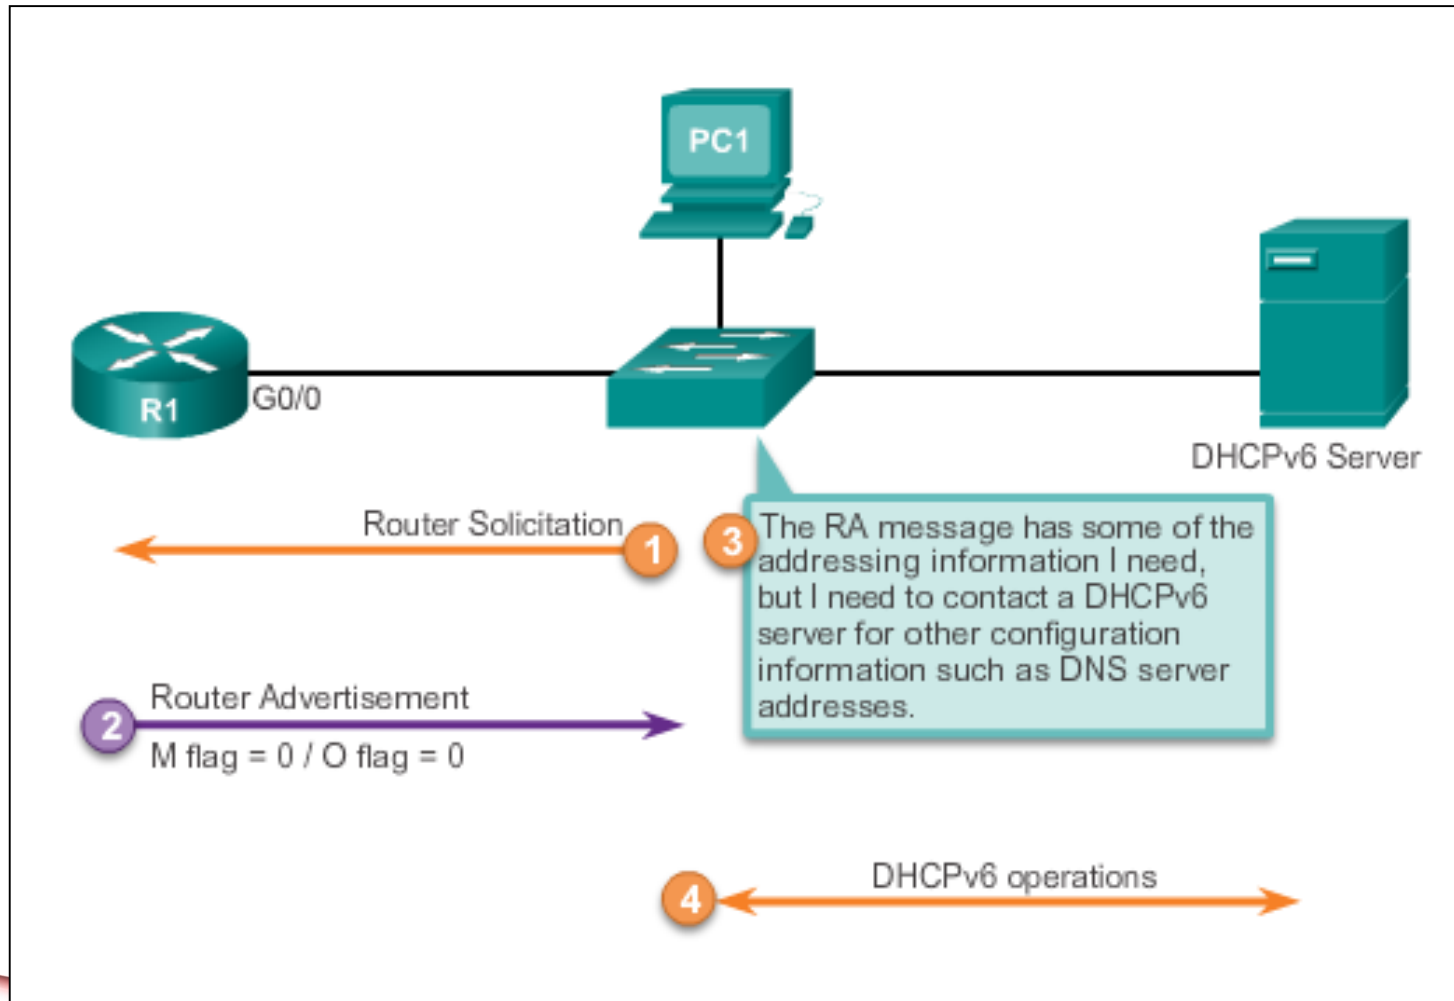 PC1
R1
G0/0
DHCPv6 Server
Router Solicitation
1
3
The RA message has some of the
addressing information I need,
but I need to contact a DHCPv6
server for other configuration
information such as DNS server
addresses.
2
Router Advertisement
M flag = 0 / O flag = 0
4
DHCPv6 operations